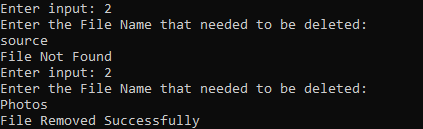 Enter input: 2
Enter the File Name that needed to be deleted:
source
File Not Found
Enter input: 2
Enter the File Name that needed to be deleted:
Photos
File Removed Successfully